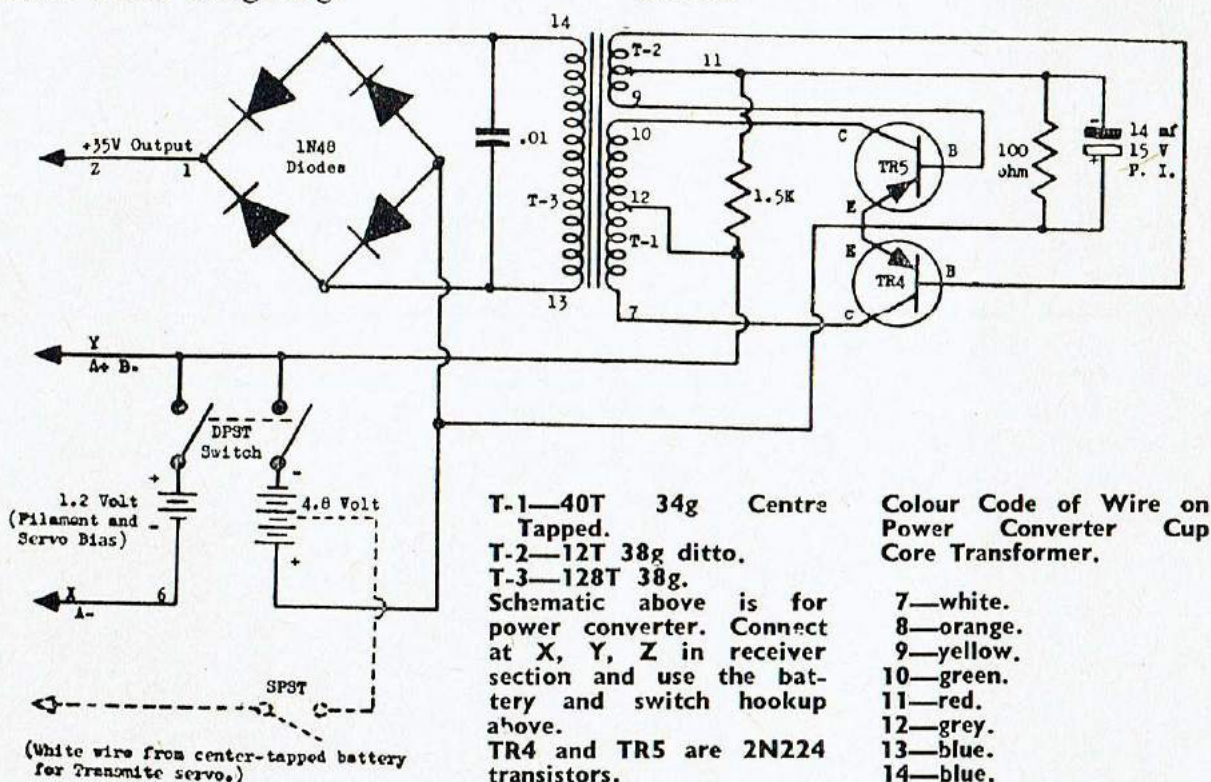 14
T-2
11
9
10
.01
+35V Output
Z
1
1N48
Diodes
C
B
TR5
100
ohm
-
14 mf
15 V
+
P. I.
T-3
12
1.5K
E
T-1
E
B
TR4
13
7
C
Y
A+ B-
DPST
Switch
+
-
1.2 Volt
4.8 Volt
(Filament and
-
Servo Bias)
+
X
6
A-
SPST
(White wire from center-tapped battery
for Transmite servo.)
T-1—40T 34g Centre
Tapped.
T-2—12T 38g ditto.
T-3—128T 38g.
Schematic above is for
power converter. Connect
at X, Y, Z in receiver
section and use the bat-
tery and switch hookup
above.
TR4 and TR5 are 2N224
transistors.
Colour Code of Wire on
Power Converter Cup
Core Transformer.
7—white.
8—orange.
9—yellow.
10—green.
11—red.
12—grey.
13—blue.
14—blue.